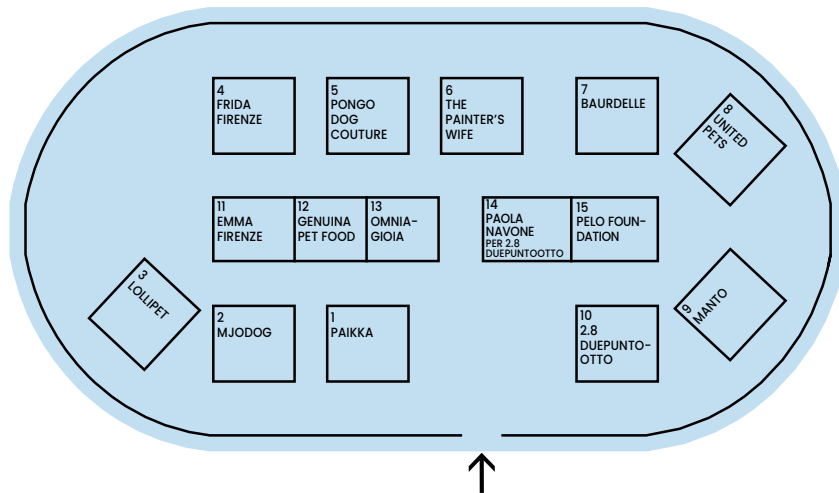 4
FRIDA
FIRENZE
5
PONGO
DOG
COUTURE
6
THE
PAINTER'S
WIFE
7
BAURDELLE
8
UNITED
PETS
11
EMMA
FIRENZE
12
GENUINA
PET FOOD
13
OMNIA-
GIOIA
14
PAOLA
NAVONE
PER 2.8
DUEPUNTOOTTO
15
PELO FOUN-
DATION
3
LOLLIPET
2
MJODOG
1
PAIKKA
10
2.8
DUEPUNTO-
OTTO
9
MANTO